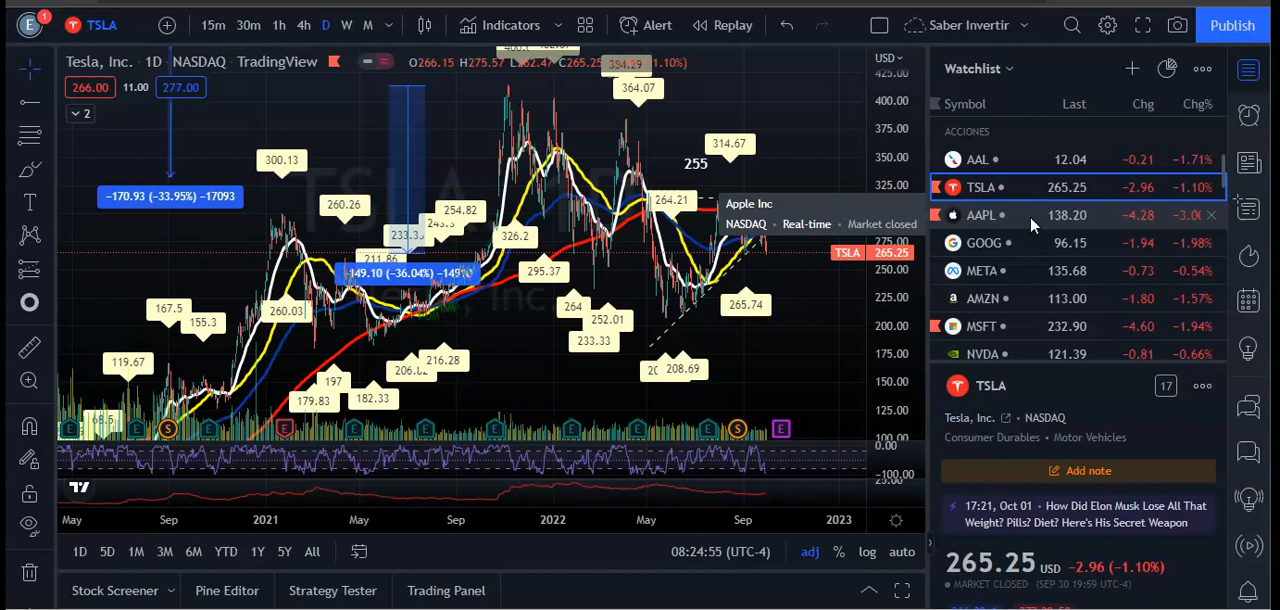 E 1 TSLA 15m 30m 1h 4h D W M Indicators Alert Replay Saber Invertir Publish
Tesla, Inc. · 1D · NASDAQ · TradingView O266.15 H275.57 L262.47
USD
266.00 11.00 277.00
2
425.00
400.00
375.00
350.00
325.00
300.00
275.00
250.00
225.00
200.00
175.00
150.00
125.00
100.00
0.00
−100.00
TSLA 265.25
384.29
364.07
314.67
255
300.13
260.26
264.21
−170.93 (−33.95%) −17093
254.82
326.2
295.37
260.03
167.5
155.3
264
252.01
233.33
265.74
119.67
216.28
208.69
197
179.83
182.33
TSLA
Tesla, Inc.
Apple Inc
NASDAQ · Real-time · Market closed
E E S E E E E E E E S E
May Sep 2021 May Sep 2022 May Sep 2023
1D 5D 1M 3M 6M YTD 1Y 5Y All 08:24:55 (UTC-4) adj % log auto
Stock Screener Pine Editor Strategy Tester Trading Panel
Watchlist
Symbol Last Chg Chg%
ACCIONES
AAL 12.04 −0.21 −1.71%
TSLA 265.25 −2.96 −1.10%
AAPL 138.20 −4.28
GOOG 96.15 −1.94 −1.98%
META 135.68 −0.73 −0.54%
AMZN 113.00 −1.80 −1.57%
MSFT 232.90 −4.60 −1.94%
NVDA 121.39 −0.81 −0.66%
TSLA 17
Tesla, Inc. · NASDAQ
Consumer Durables · Motor Vehicles
Add note
17:21, Oct 01 · How Did Elon Musk Lose All That
Weight? Pills? Diet? Here's His Secret Weapon
265.25 USD −2.96 (−1.10%)
MARKET CLOSED (SEP 30 19:59 UTC-4)